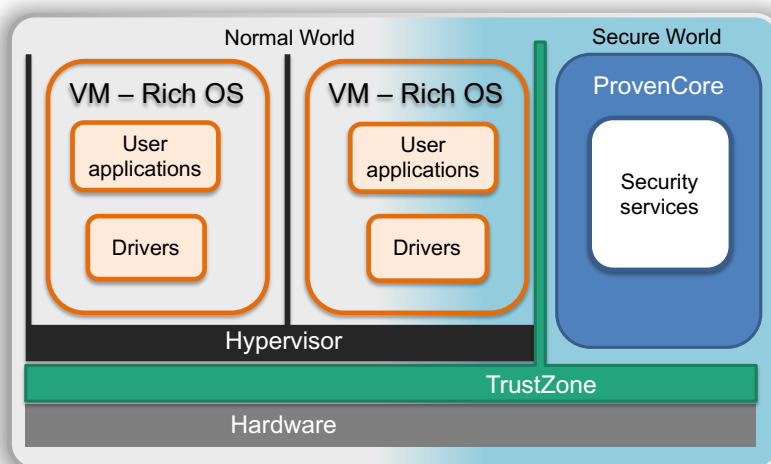 Normal World
Secure World
VM – Rich OS
User
applications
Drivers
VM – Rich OS
User
applications
Drivers
ProvenCore
Security
services
Hypervisor
TrustZone
Hardware